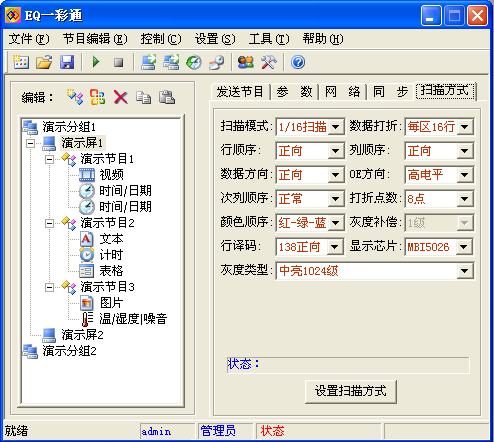 EQ一彩通
文件(F) 节目编辑(E) 控制(C) 设置(S) 工具(T) 帮助(H)
编辑：
演示分组1
演示屏1
演示节目1
视频
时间/日期
时间/日期
演示节目2
文本
计时
表格
演示节目3
图片
温/湿度|噪音
演示屏2
演示分组2
发送节目 参 数 网 络 同 步 扫描方式
扫描模式: 1/16扫描 数据打折: 每区16行
行顺序: 正向 列顺序: 正向
数据方向: 正向 OE方向: 高电平
次列顺序: 正常 打折点数: 8点
颜色顺序: 红-绿-蓝 灰度补偿: 1级
行译码: 138正向 显示芯片: MBI5026
灰度类型: 中亮1024级
状态：
设置扫描方式
就绪 admin 管理员 状态